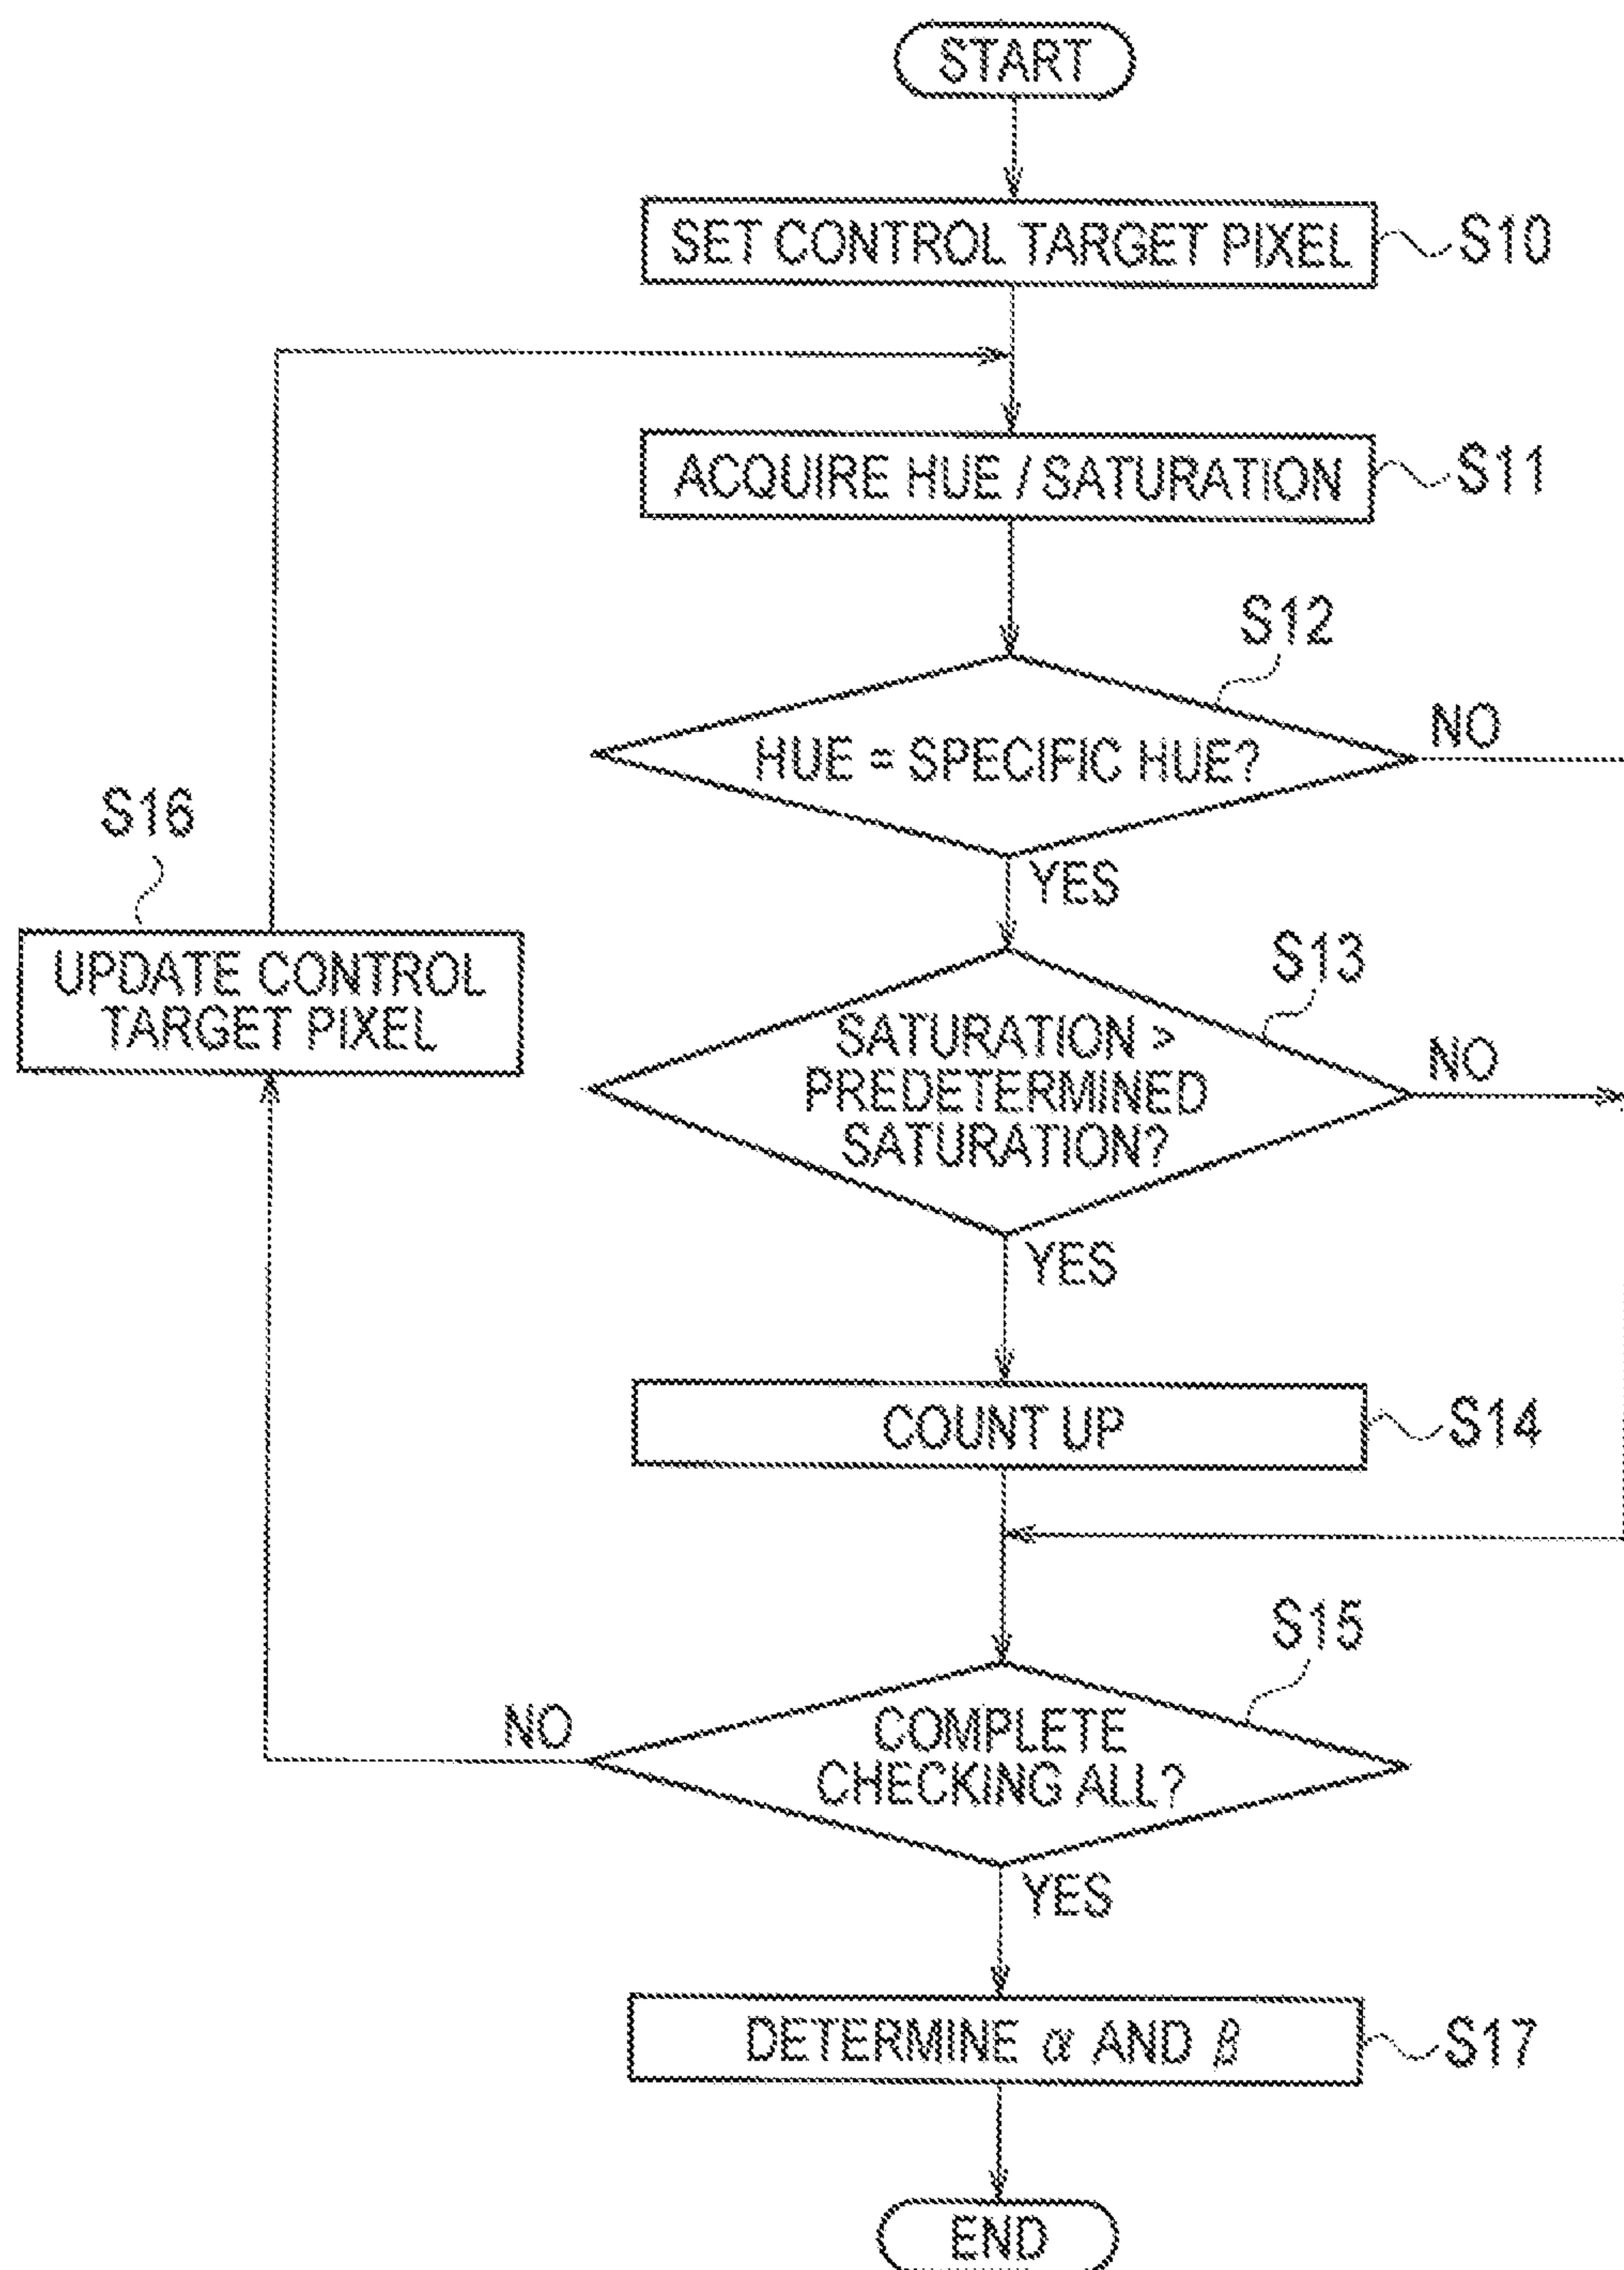 START
SET CONTROL TARGET PIXEL
S10
ACQUIRE HUE / SATURATION
S11
S12
HUE = SPECIFIC HUE?
NO
YES
S16
UPDATE CONTROL
TARGET PIXEL
S13
SATURATION >
PREDETERMINED
SATURATION?
NO
YES
COUNT UP
S14
S15
COMPLETE
CHECKING ALL?
NO
YES
DETERMINE α AND β
S17
END